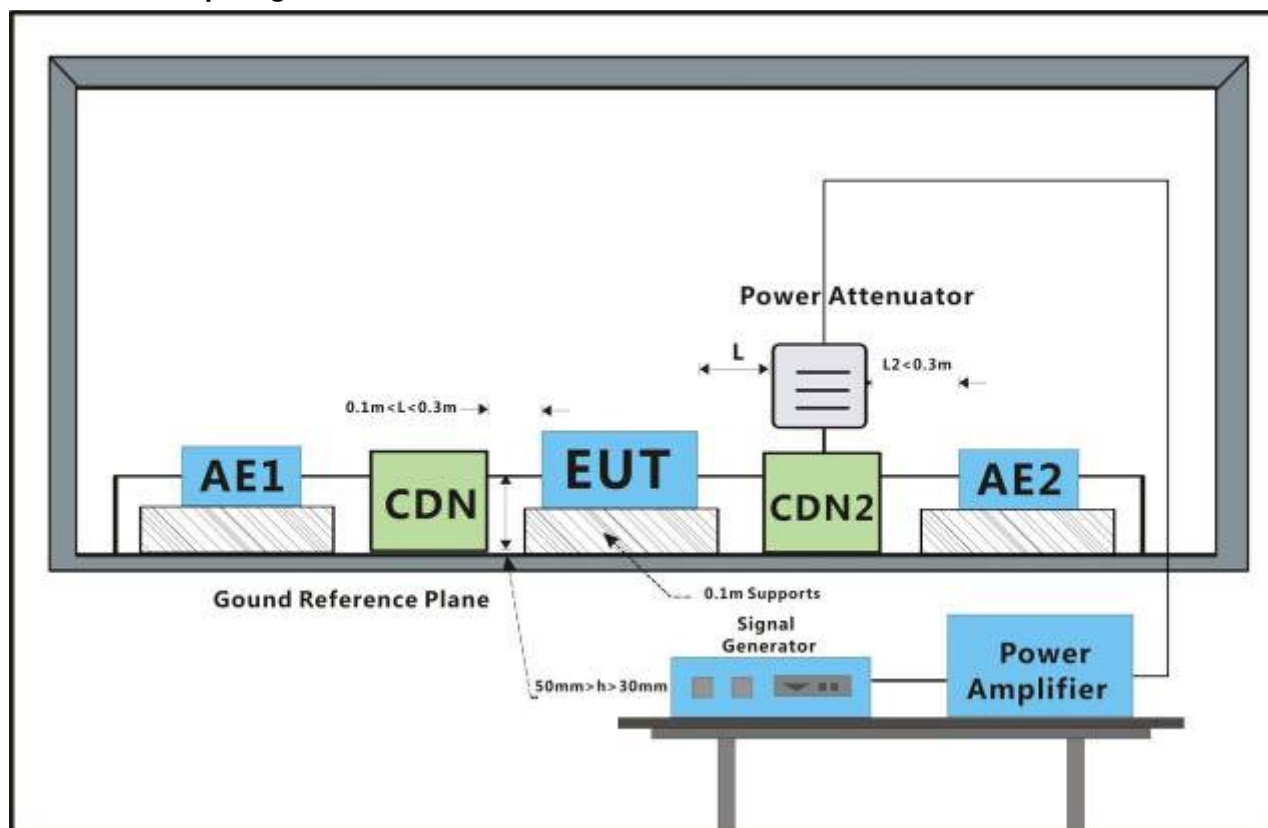 Power Attenuator
L
L2<0.3m
0.1m<L<0.3m
AE1
CDN
EUT
CDN2
AE2
Gound Reference Plane
0.1m Supports
Signal
Generator
50mm>h>30mm
Power
Amplifier